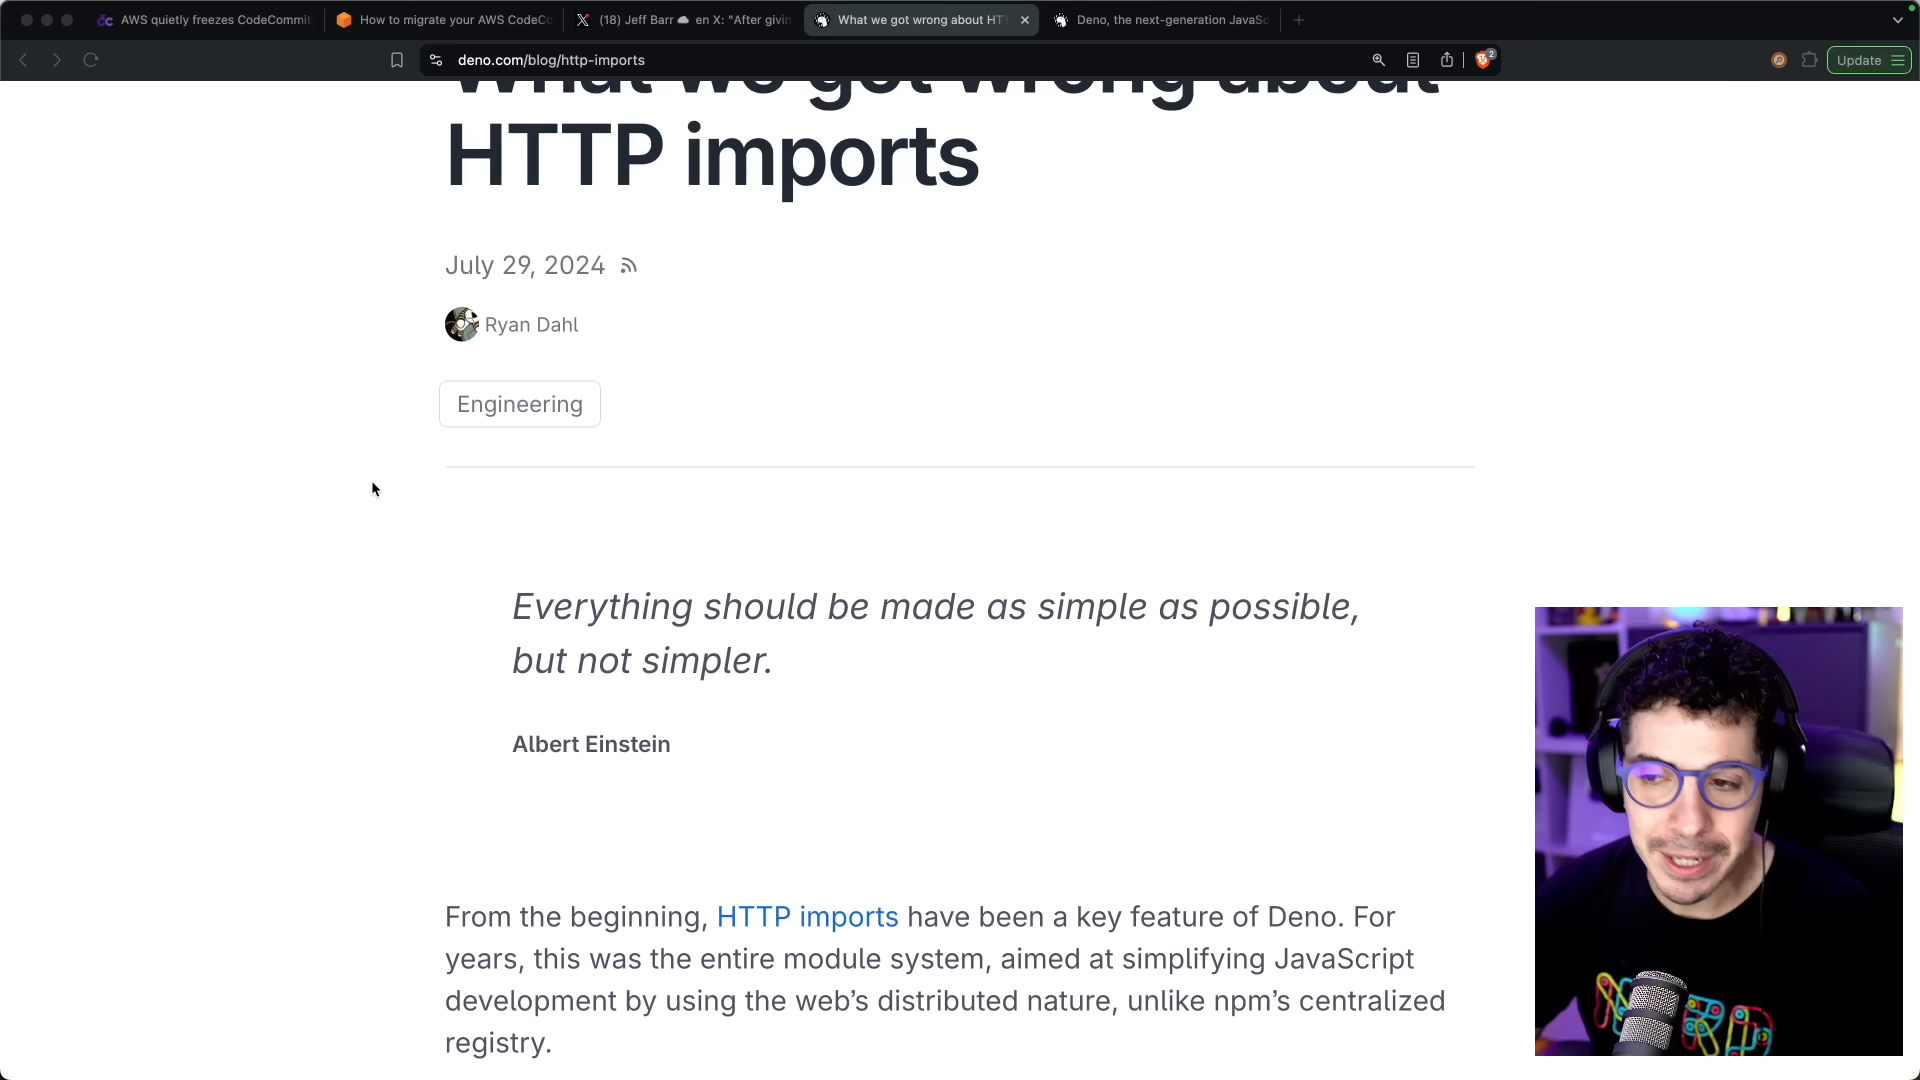 AWS quietly freezes CodeCommit,
How to migrate your AWS CodeCo
(18) Jeff Barr en X: "After givin
What we got wrong about HT
Deno, the next-generation JavaSc
deno.com/blog/http-imports
2
Update
What we got wrong about
HTTP imports
July 29, 2024
Ryan Dahl
Engineering
Everything should be made as simple as possible,
but not simpler.
Albert Einstein
From the beginning, HTTP imports have been a key feature of Deno. For
years, this was the entire module system, aimed at simplifying JavaScript
development by using the web’s distributed nature, unlike npm’s centralized
registry.